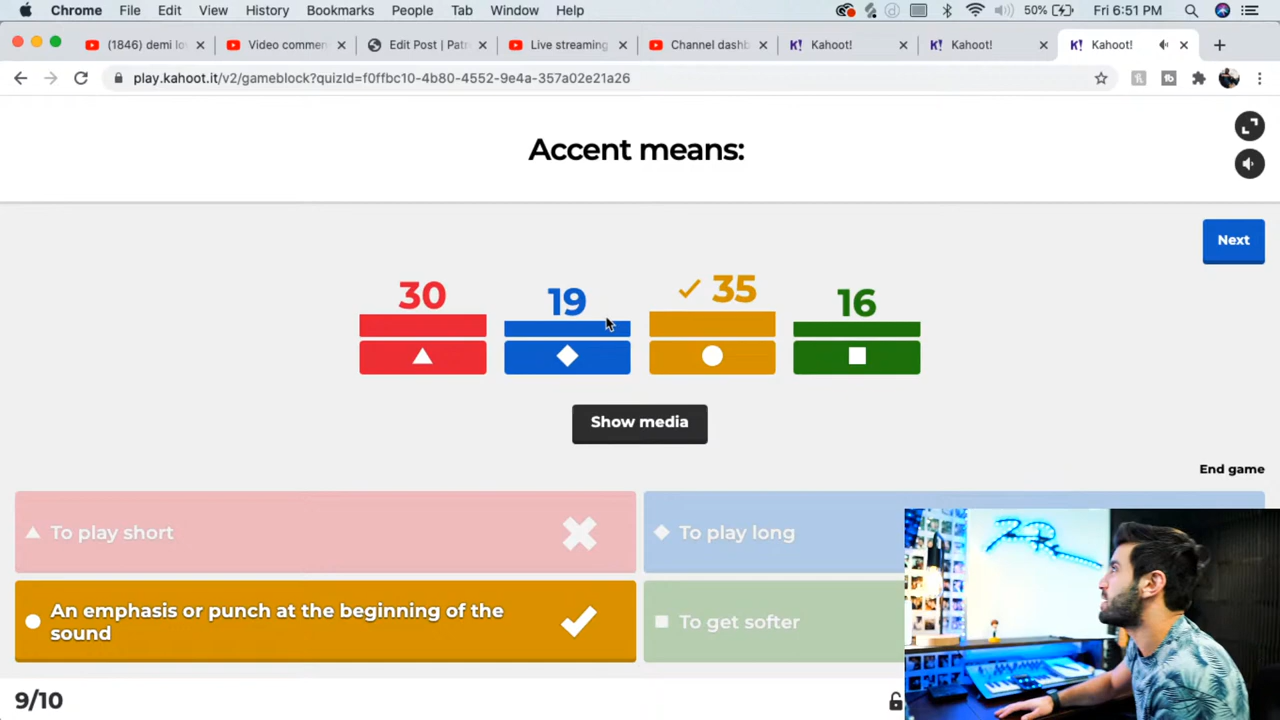 Chrome File Edit View History Bookmarks People Tab Window Help 50% Fri 6:51 PM
(1846) demi lo Video commen Edit Post | Pat Live streaming Channel dashb Kahoot! Kahoot! Kahoot!
play.kahoot.it/v2/gameblock?quizId=f0ffbc10-4b80-4552-9e4a-357a02e21a26
Accent means:
Next
30 19 35 16
Show media
End game
To play short
To play long
An emphasis or punch at the beginning of the
sound
To get softer
9/10